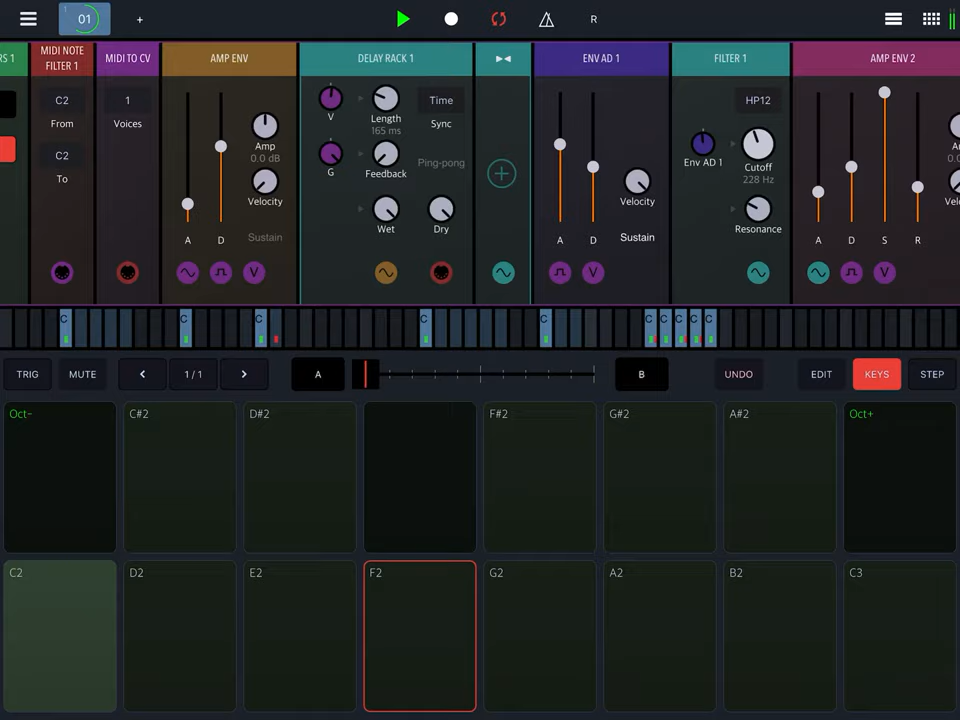 1
01
+
R
RS 1
MIDI NOTE
FILTER 1
MIDI TO CV
AMP ENV
DELAY RACK 1
ENV AD 1
FILTER 1
AMP ENV 2
C2
From
C2
To
1
Voices
Amp
0.0 dB
Velocity
A
D
Sustain
V
G
Length
165 ms
Feedback
Wet
Time
Sync
Ping-pong
Dry
A
D
Velocity
Sustain
HP12
Env AD 1
Cutoff
228 Hz
Resonance
A
D
S
R
V
V
V
C
C
C
C
C
C
C
C
C
C
TRIG
MUTE
1 / 1
A
B
UNDO
EDIT
KEYS
STEP
Oct-
C#2
D#2
F#2
G#2
A#2
Oct+
C2
D2
E2
F2
G2
A2
B2
C3